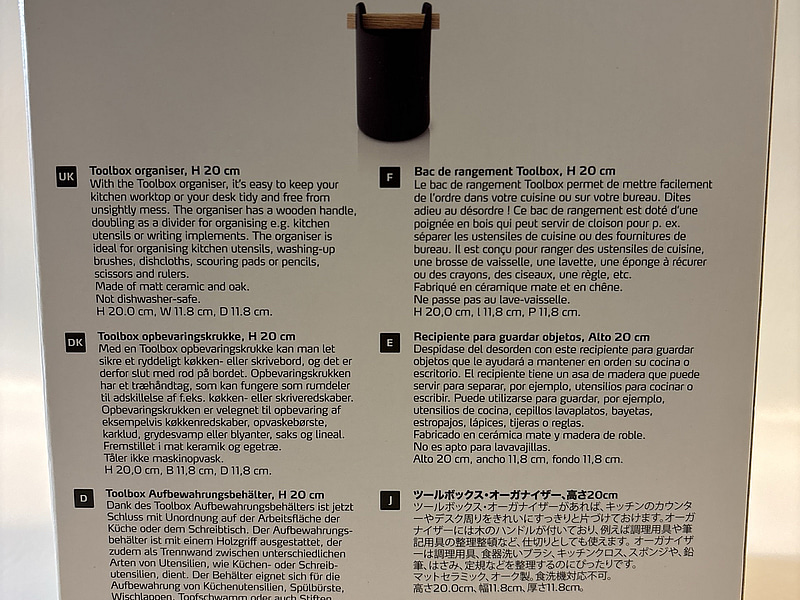 UK
Toolbox organiser, H 20 cm
With the Toolbox organiser, it's easy to keep your
kitchen worktop or your desk tidy and free from
unsightly mess. The organiser has a wooden handle,
doubling as a divider for organising e.g. kitchen
utensils or writing implements. The organiser is
ideal for organising kitchen utensils, washing-up
brushes, dishcloths, scouring pads or pencils,
scissors and rulers.
Made of matt ceramic and oak.
Not dishwasher-safe.
H 20.0 cm, W 11.8 cm, D 11.8 cm.
DK
Toolbox opbevaringskrukke, H 20 cm
Med en Toolbox opbevaringskrukke kan man let
sikre et ryddeligt køkken- eller skrivebord, og det er
derfor slut med rod på bordet. Opbevaringskrukken
har et træhåndtag, som kan fungere som rumdeler
til adskillelse af f.eks. køkken- eller skriveredskaber.
Opbevaringskrukken er velegnet til opbevaring af
eksempelvis køkkenredskaber, opvaskebørste,
karklud, grydesvamp eller blyanter, saks og lineal.
Fremstillet i mat keramik og egetræ.
Tåler ikke maskinopvask.
H 20,0 cm, B 11,8 cm, D 11,8 cm.
D
Toolbox Aufbewahrungsbehälter, H 20 cm
Dank des Toolbox Aufbewahrungsbehälters ist jetzt
Schluss mit Unordnung auf der Arbeitsfläche der
Küche oder dem Schreibtisch. Der Aufbewahrungs-
behälter ist mit einem Holzgriff ausgestattet, der
zudem als Trennwand zwischen unterschiedlichen
Arten von Utensilien, wie Küchen- oder Schreib-
utensilien, dient. Der Behälter eignet sich für die
Aufbewahrung von Küchenutensilien, Spülbürste,
Wischlappen, Topfschwamm oder auch Stiften,
F
Bac de rangement Toolbox, H 20 cm
Le bac de rangement Toolbox permet de mettre facilement
de l'ordre dans votre cuisine ou sur votre bureau. Dites
adieu au désordre ! Ce bac de rangement est doté d'une
poignée en bois qui peut servir de cloison pour p. ex.
séparer les ustensiles de cuisine ou des fournitures de
bureau. Il est conçu pour ranger des ustensiles de cuisine,
une brosse de vaisselle, une lavette, une éponge à récurer
ou des crayons, des ciseaux, une règle, etc.
Fabriqué en céramique mate et en chêne.
Ne passe pas au lave-vaisselle.
H 20,0 cm, l 11,8 cm, P 11,8 cm.
E
Recipiente para guardar objetos, Alto 20 cm
Despídase del desorden con este recipiente para guardar
objetos que le ayudará a mantener en orden su cocina o
escritorio. El recipiente tiene un asa de madera que puede
servir para separar, por ejemplo, utensilios para cocinar o
escribir. Puede utilizarse para guardar, por ejemplo,
utensilios de cocina, cepillos lavaplatos, bayetas,
estropajos, lápices, tijeras o reglas.
Fabricado en cerámica mate y madera de roble.
No es apto para lavavajillas.
Alto 20 cm, ancho 11,8 cm, fondo 11,8 cm.
J
ツールボックス・オーガナイザー、高さ20cm
ツールボックス・オーガナイザーがあれば、キッチンのカウンタ
ーやデスク周りをきれいにすっきりと片づけておけます。オーガ
ナイザーには木のハンドルが付いており、例えば調理用具や筆
記用具の整理整頓など、仕切りとしても使えます。オーガナイザ
ーは調理用具、食器洗いブラシ、キッチンクロス、スポンジや、鉛
筆、はさみ、定規などを整理するのにぴったりです。
マットセラミック、オーク製。食洗機対応不可。
高さ20.0cm、幅11.8cm、厚さ11.8cm。